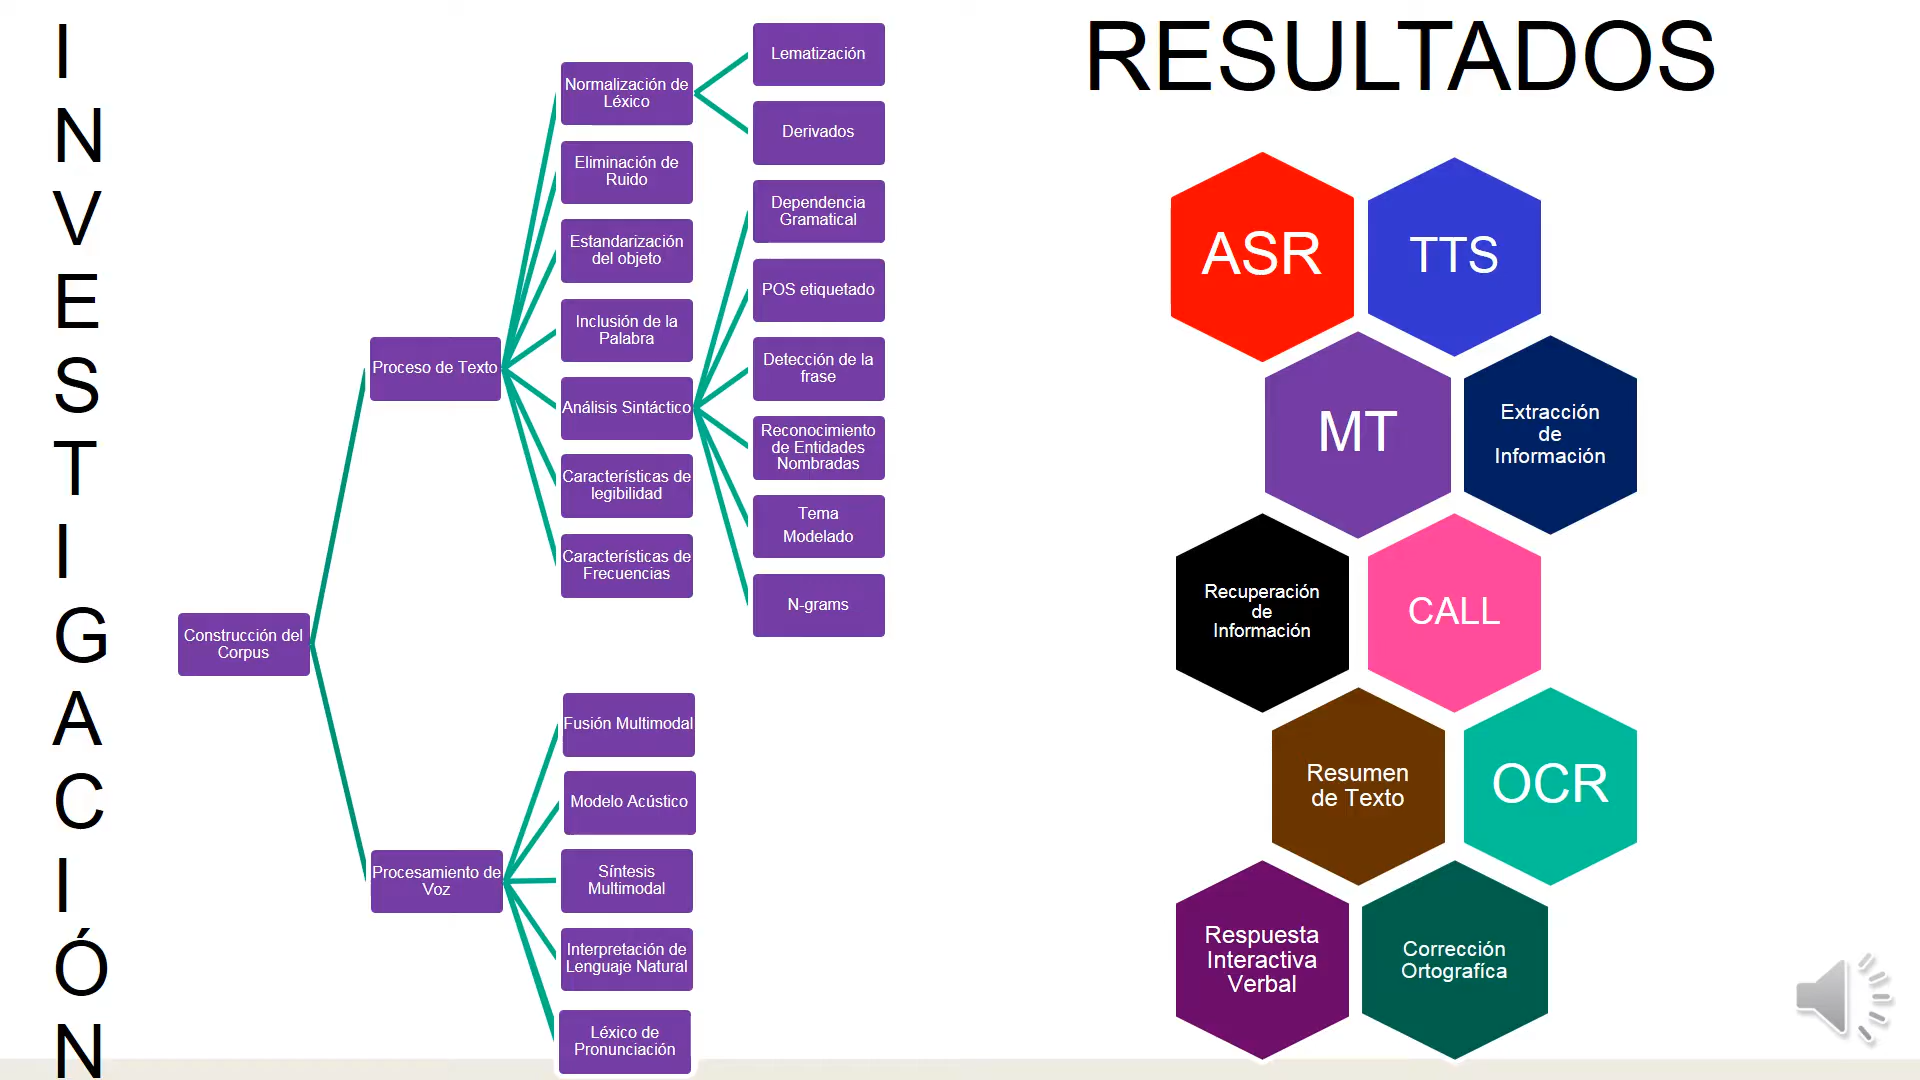 INVESTIGACIÓN
Construcción del
Corpus
Proceso de Texto
Normalización de
Léxico
Lematización
Derivados
Eliminación de
Ruido
Estandarización
del objeto
Inclusión de la
Palabra
Análisis Sintáctico
Dependencia
Gramatical
POS etiquetado
Detección de la
frase
Reconocimiento
de Entidades
Nombradas
Tema
Modelado
N-grams
Características de
legibilidad
Características de
Frecuencias
Procesamiento de
Voz
Fusión Multimodal
Modelo Acústico
Síntesis
Multimodal
Interpretación de
Lenguaje Natural
Léxico de
Pronunciación
RESULTADOS
ASR
TTS
MT
Extracción
de
Información
Recuperación
de
Información
CALL
Resumen
de Texto
OCR
Respuesta
Interactiva
Verbal
Corrección
Ortografíca